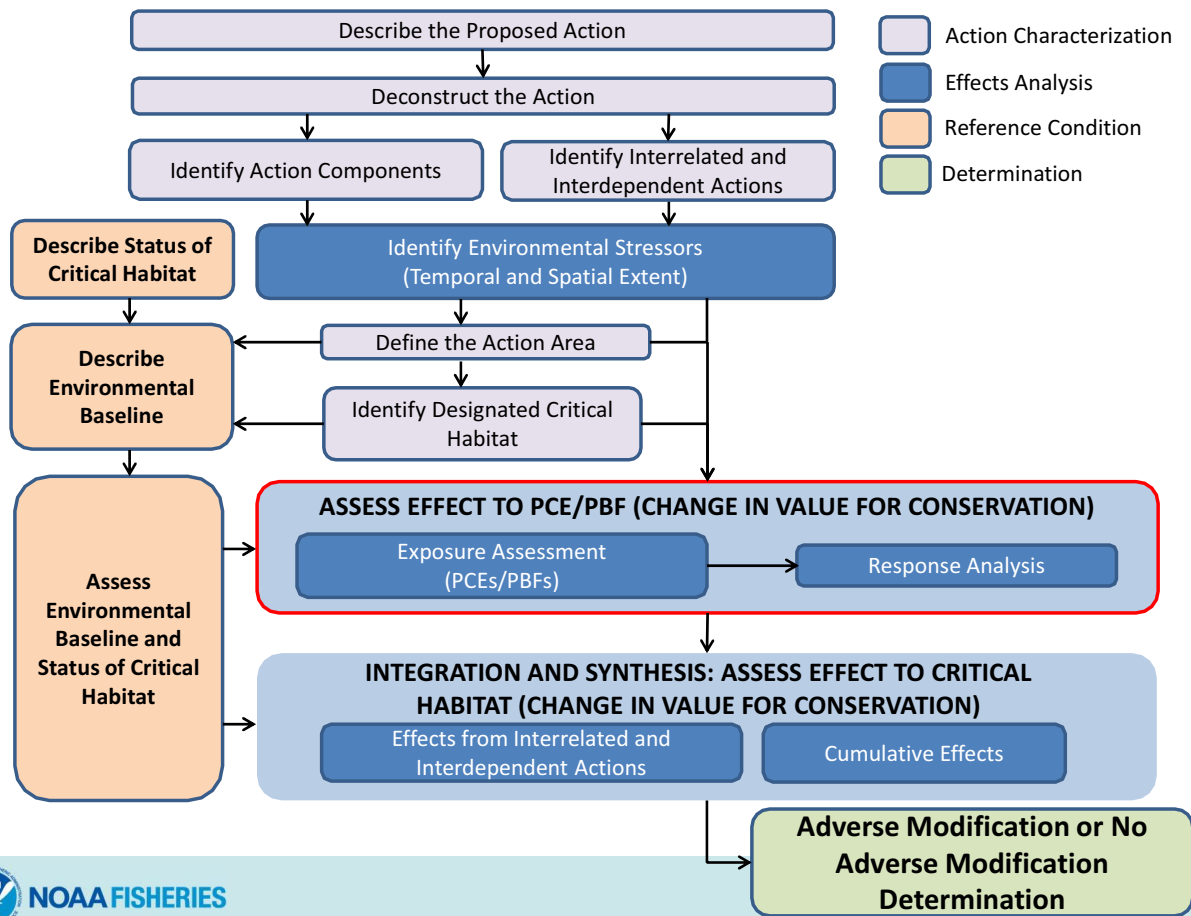 Describe the Proposed Action
Deconstruct the Action
Identify Action Components
Identify Interrelated and
Interdependent Actions
Action Characterization
Effects Analysis
Reference Condition
Determination
Describe Status of
Critical Habitat
Identify Environmental Stressors
(Temporal and Spatial Extent)
Describe
Environmental
Baseline
Define the Action Area
Identify Designated Critical
Habitat
Assess
Environmental
Baseline and
Status of Critical
Habitat
ASSESS EFFECT TO PCE/PBF (CHANGE IN VALUE FOR CONSERVATION)
Exposure Assessment
(PCEs/PBFs)
Response Analysis
INTEGRATION AND SYNTHESIS: ASSESS EFFECT TO CRITICAL
HABITAT (CHANGE IN VALUE FOR CONSERVATION)
Effects from Interrelated and
Interdependent Actions
Cumulative Effects
Adverse Modification or No
Adverse Modification
Determination
NOAA FISHERIES